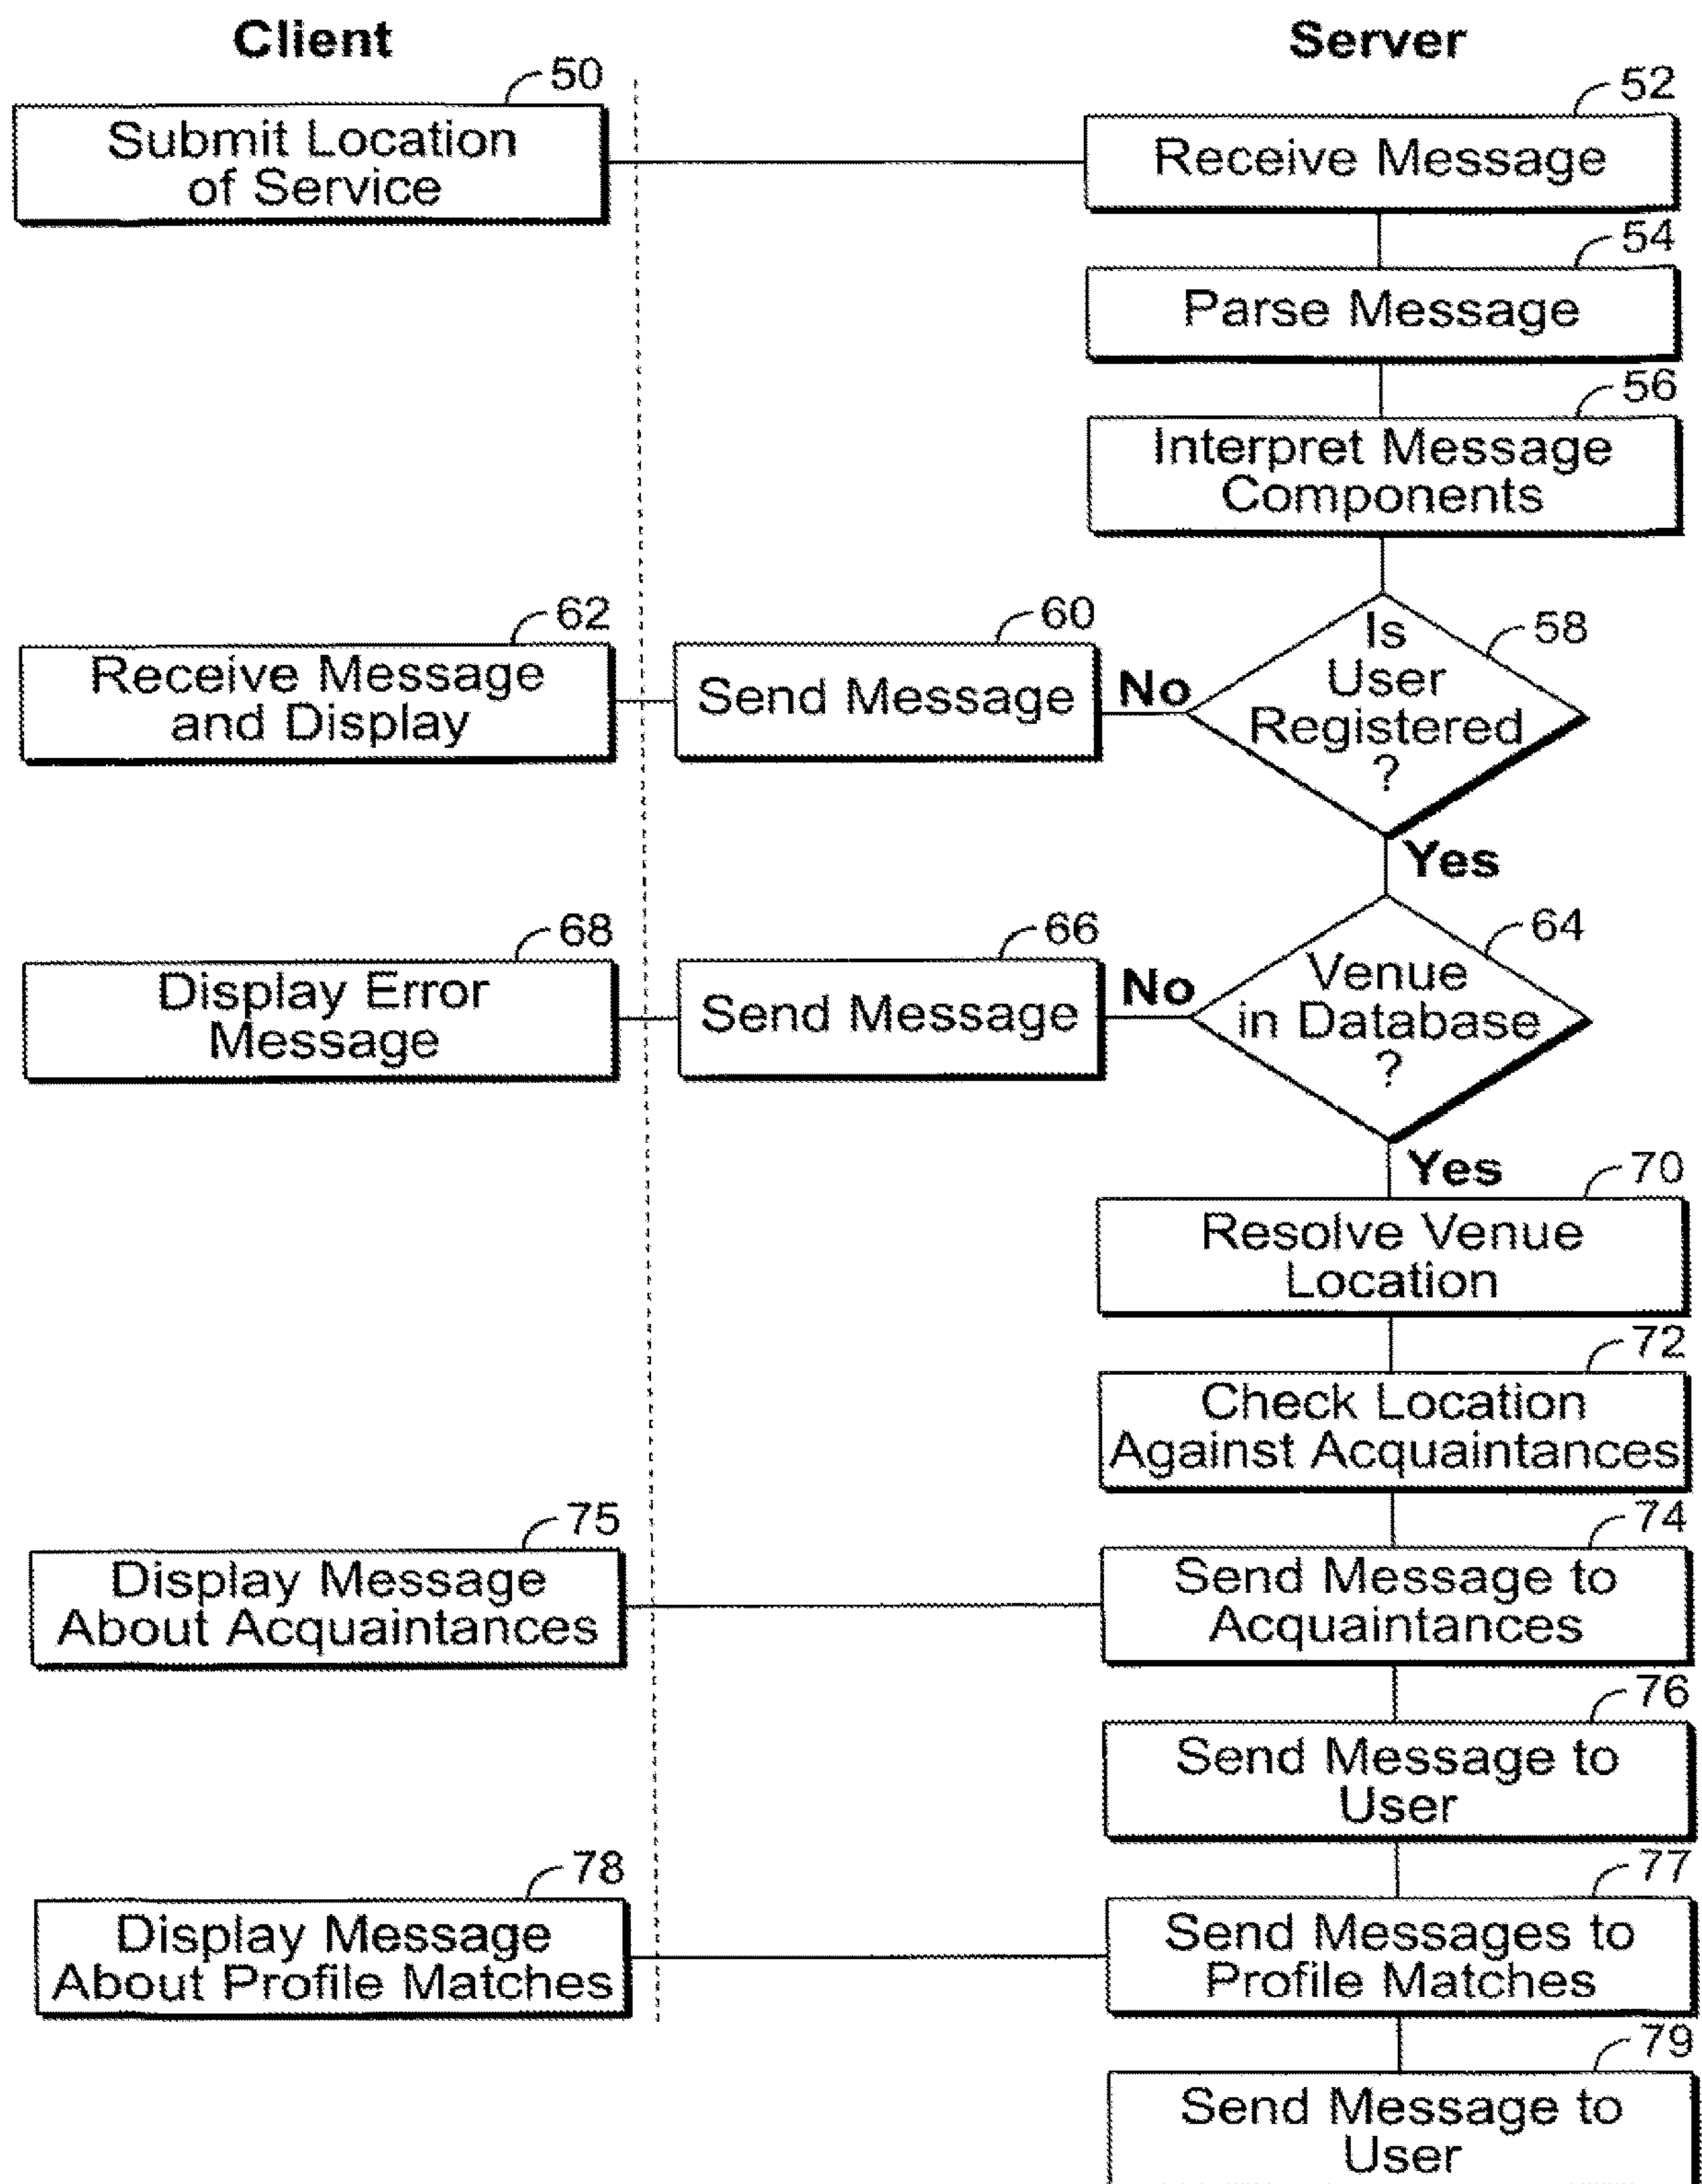 Client
Server
50
52
Submit Location
of Service
Receive Message
54
Parse Message
56
Interpret Message
Components
62
60
58
Receive Message
and Display
Send Message
No
Is
User
Registered
?
Yes
68
66
64
Display Error
Message
Send Message
No
Venue
in Database
?
Yes
70
Resolve Venue
Location
72
Check Location
Against Acquaintances
75
74
Display Message
About Acquaintances
Send Message to
Acquaintances
76
Send Message to
User
78
77
Display Message
About Profile Matches
Send Messages to
Profile Matches
79
Send Message to
User